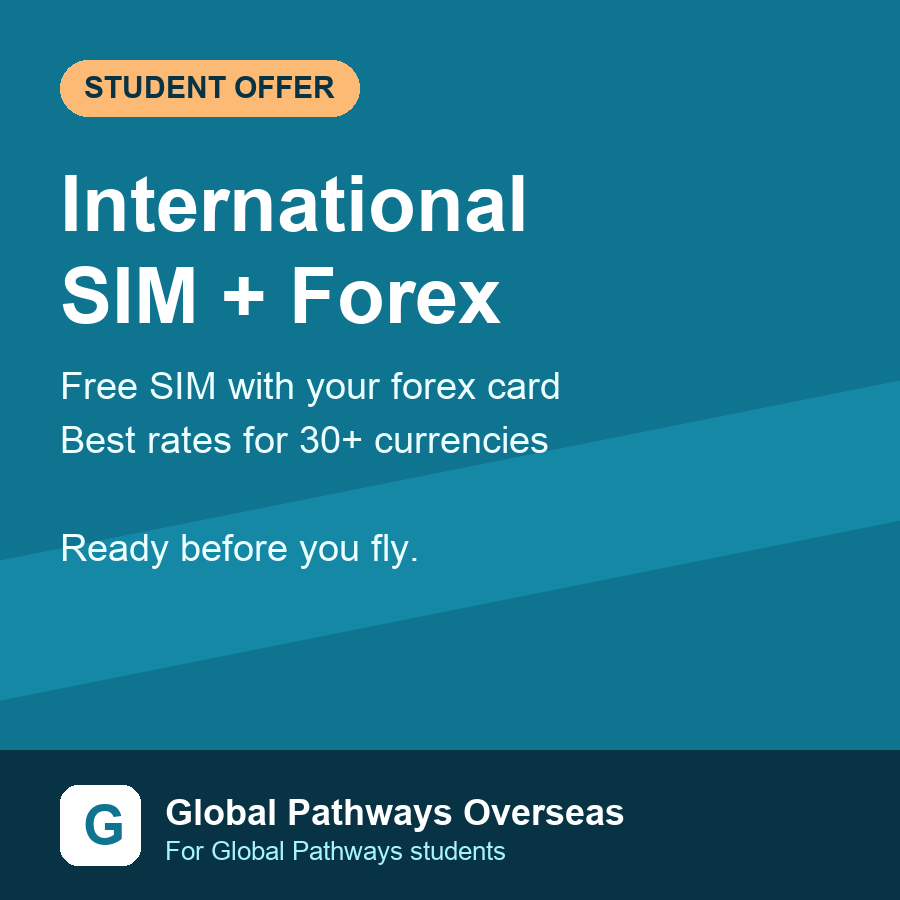 STUDENT OFFER
International
SIM + Forex
Free SIM with your forex card
Best rates for 30+ currencies
Ready before you fly.
G
Global Pathways Overseas
For Global Pathways students